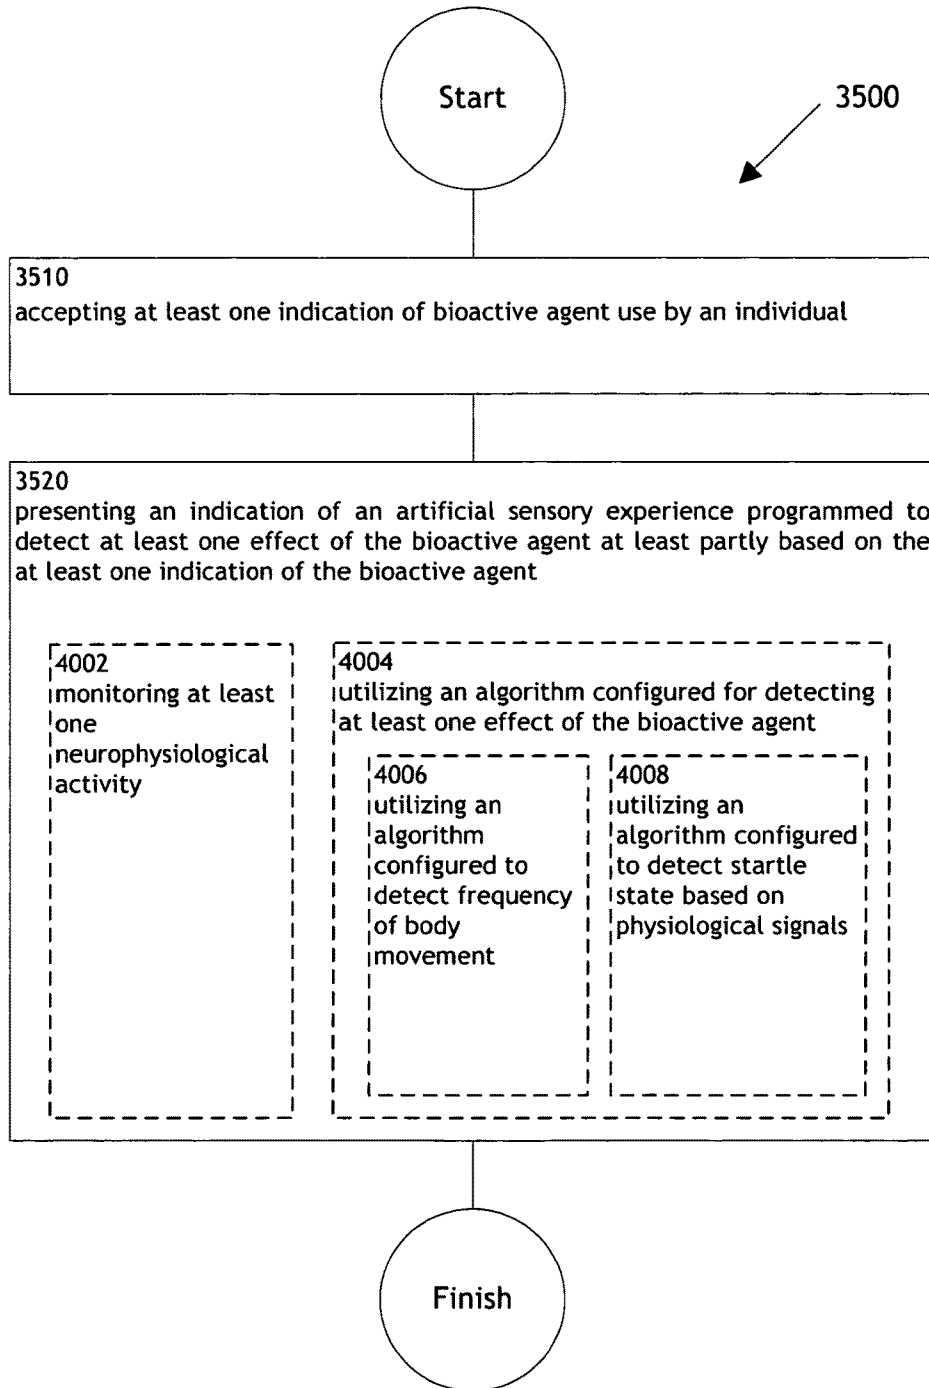 Start
3500
3510
accepting at least one indication of bioactive agent use by an individual
3520
presenting an indication of an artificial sensory experience programmed to
detect at least one effect of the bioactive agent at least partly based on the
at least one indication of the bioactive agent
4002
monitoring at least
one
neurophysiological
activity
4004
utilizing an algorithm configured for detecting
at least one effect of the bioactive agent
4006
utilizing an
algorithm
configured to
detect frequency
of body
movement
4008
utilizing an
algorithm configured
to detect startle
state based on
physiological signals
Finish